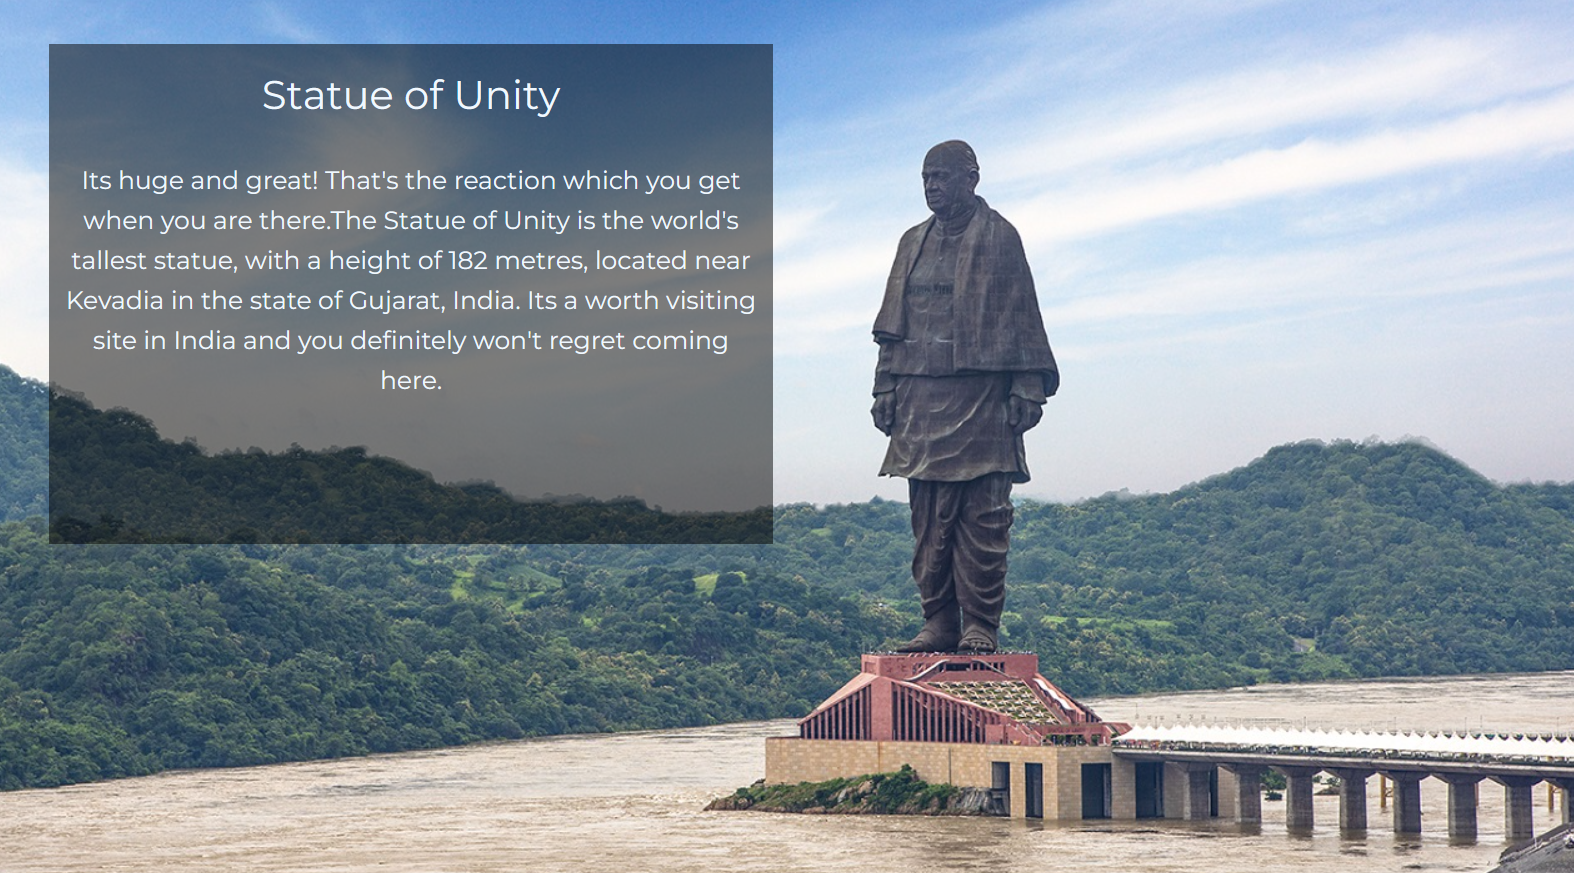 Statue of Unity
Its huge and great! That's the reaction which you get
when you are there.The Statue of Unity is the world's
tallest statue, with a height of 182 metres, located near
Kevadia in the state of Gujarat, India. Its a worth visiting
site in India and you definitely won't regret coming
here.